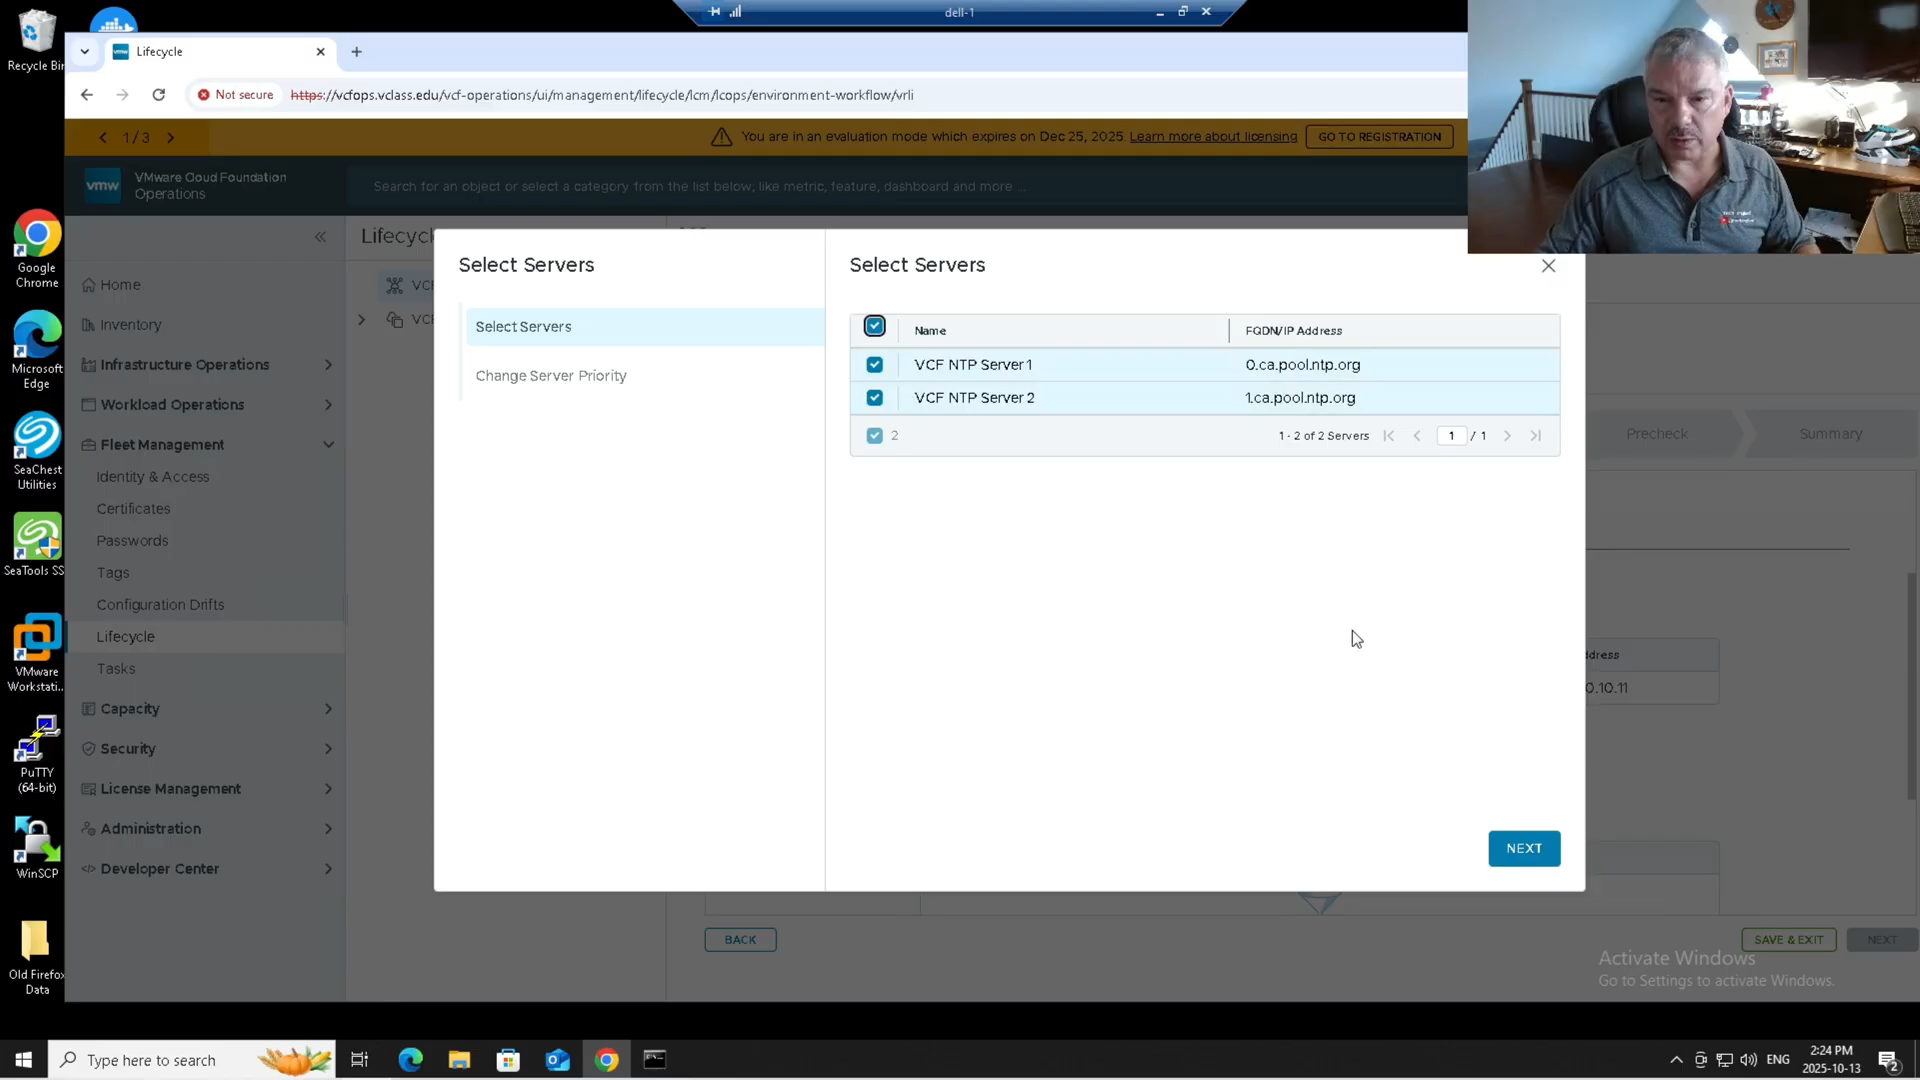 dell-1
Recycle Bin
Lifecycle
Not secure
https://vcfops.vclass.edu/vcf-operations/ui/management/lifecycle/lcm/lcops/environment-workflow/vrli
1 / 3
You are in an evaluation mode which expires on Dec 25, 2025. Learn more about licensing
GO TO REGISTRATION
vmw
VMware Cloud Foundation
Operations
Search for an object or select a category from the list below, like metric, feature, dashboard and more ...
Google
Chrome
Microsoft
Edge
SeaChest
Utilities
SeaTools SS
VMware
Workstati...
PuTTY
(64-bit)
WinSCP
Old Firefox
Data
Home
Inventory
Infrastructure Operations
Workload Operations
Fleet Management
Identity & Access
Certificates
Passwords
Tags
Configuration Drifts
Lifecycle
Tasks
Capacity
Security
License Management
Administration
Developer Center
Lifecycle
VCF
VCF
Select Servers
Select Servers
Change Server Priority
Select Servers
Name
FQDN/IP Address
VCF NTP Server 1
0.ca.pool.ntp.org
VCF NTP Server 2
1.ca.pool.ntp.org
2
1 - 2 of 2 Servers
1 / 1
NEXT
Precheck
Summary
ddress
0.10.11
BACK
SAVE & EXIT
NEXT
Activate Windows
Go to Settings to activate Windows.
Type here to search
ENG
2:24 PM
2025-10-13
2